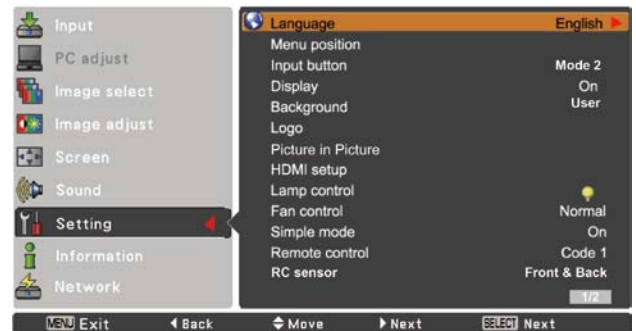 Input
PC adjust
Image select
Image adjust
Screen
Sound
Setting
Information
Network
Language English
Menu position
Input button Mode 2
Display On
Background User
Logo
Picture in Picture
HDMI setup
Lamp control
Fan control Normal
Simple mode On
Remote control Code 1
RC sensor Front & Back
1/2
MENU Exit Back Move Next SELECT Next